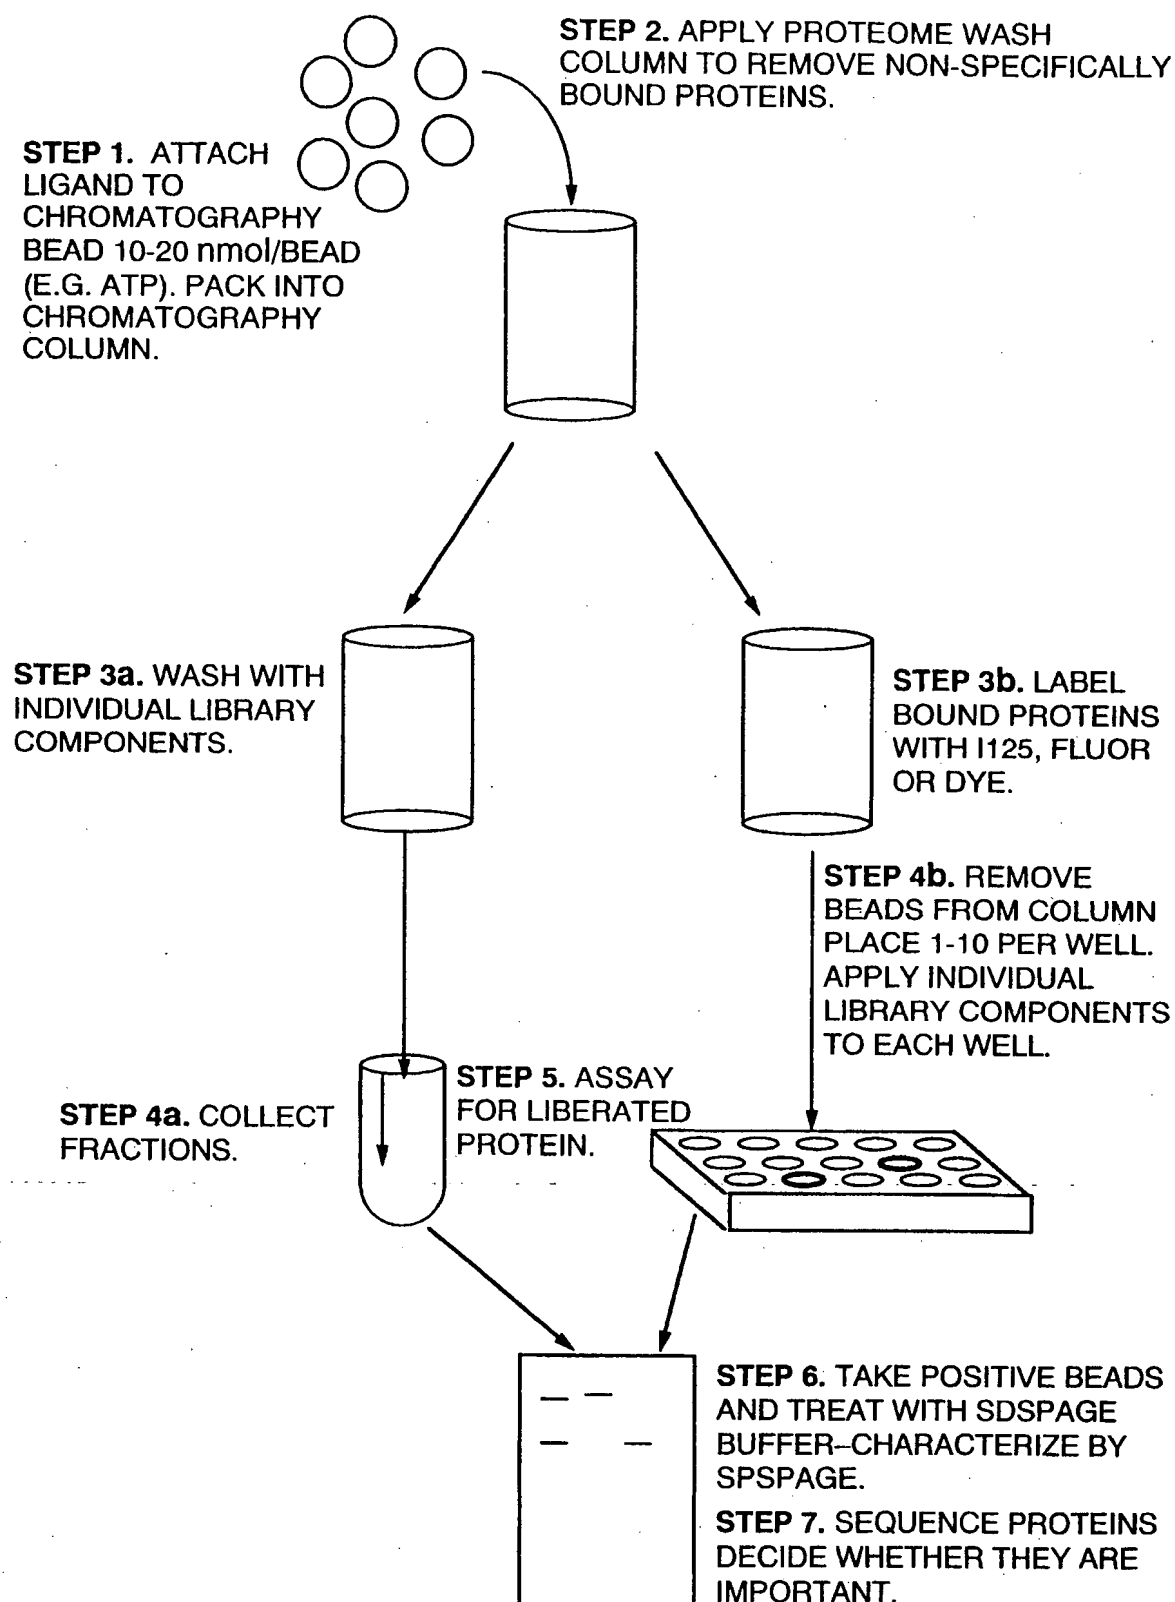 STEP 2. APPLY PROTEOME WASH
COLUMN TO REMOVE NON-SPECIFICALLY
BOUND PROTEINS.
STEP 1. ATTACH
LIGAND TO
CHROMATOGRAPHY
BEAD 10-20 nmol/BEAD
(E.G. ATP). PACK INTO
CHROMATOGRAPHY
COLUMN.
STEP 3a. WASH WITH
INDIVIDUAL LIBRARY
COMPONENTS.
STEP 3b. LABEL
BOUND PROTEINS
WITH I125, FLUOR
OR DYE.
STEP 4b. REMOVE
BEADS FROM COLUMN
PLACE 1-10 PER WELL.
APPLY INDIVIDUAL
LIBRARY COMPONENTS
TO EACH WELL.
STEP 4a. COLLECT
FRACTIONS.
STEP 5. ASSAY
FOR LIBERATED
PROTEIN.
STEP 6. TAKE POSITIVE BEADS
AND TREAT WITH SDSPAGE
BUFFER–CHARACTERIZE BY
SPSPAGE.
STEP 7. SEQUENCE PROTEINS
DECIDE WHETHER THEY ARE
IMPORTANT.